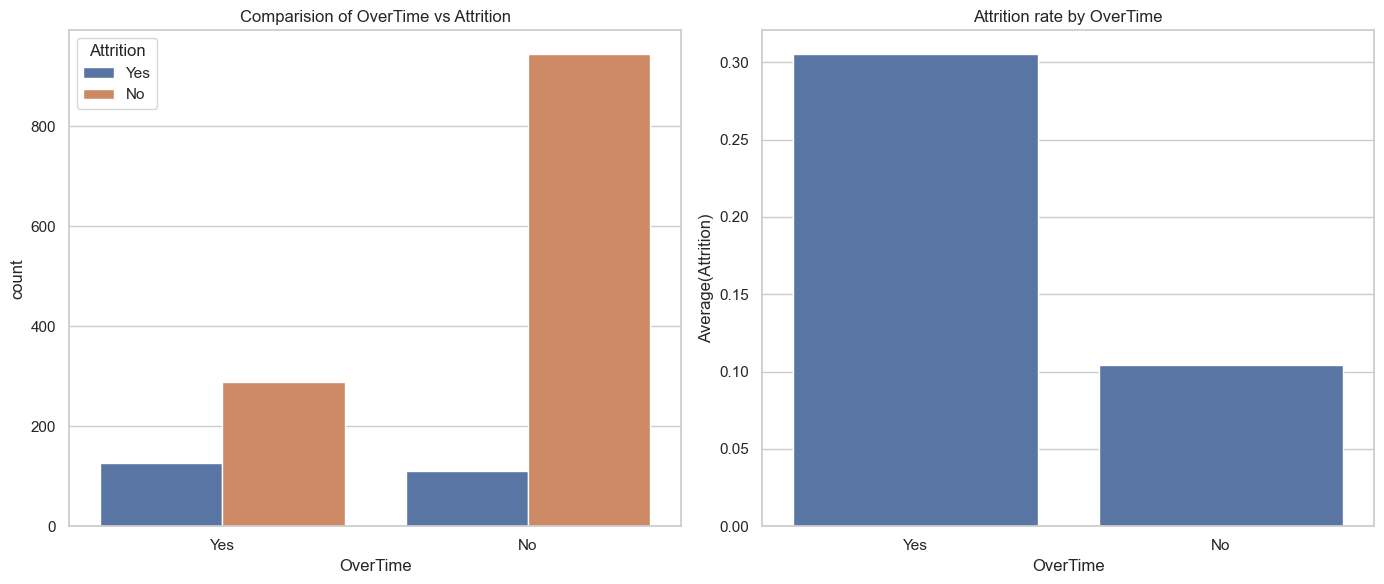 Comparision of OverTime vs Attrition
Attrition
Yes
No
800
600
400
200
0
count
Yes
No
OverTime
Attrition rate by OverTime
0.30
0.25
0.20
0.15
0.10
0.05
0.00
Average(Attrition)
Yes
No
OverTime